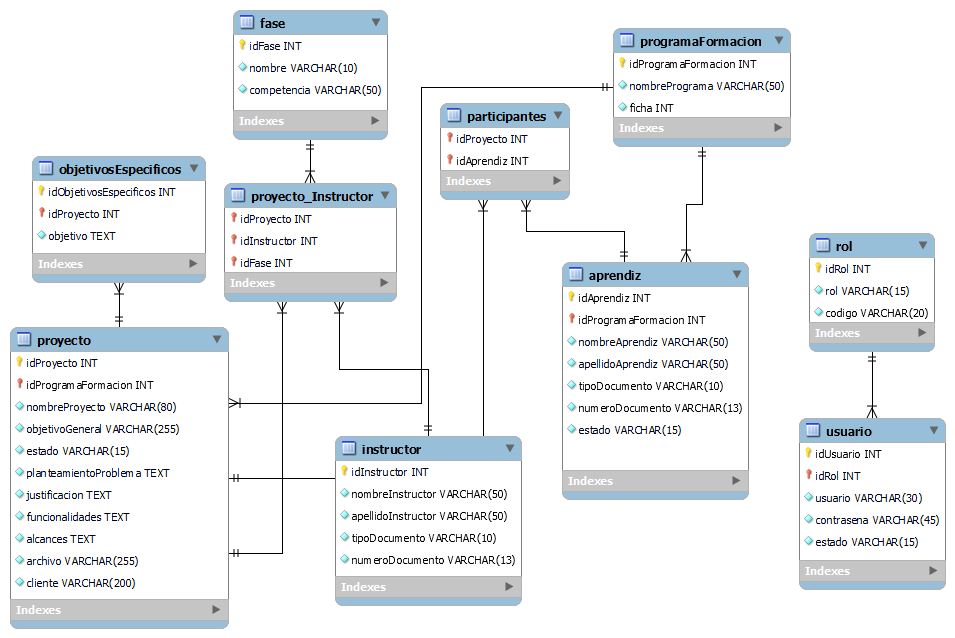 fase
idFase INT
nombre VARCHAR(10)
competencia VARCHAR(50)
Indexes
programaFormacion
idProgramaFormacion INT
nombrePrograma VARCHAR(50)
ficha INT
Indexes
participantes
idProyecto INT
idAprendiz INT
Indexes
objetivosEspecificos
idObjetivosEspecificos INT
idProyecto INT
objetivo TEXT
Indexes
proyecto_Instructor
idProyecto INT
idInstructor INT
idFase INT
Indexes
rol
idRol INT
rol VARCHAR(15)
codigo VARCHAR(20)
Indexes
aprendiz
idAprendiz INT
idProgramaFormacion INT
nombreAprendiz VARCHAR(50)
apellidoAprendiz VARCHAR(50)
tipoDocumento VARCHAR(10)
numeroDocumento VARCHAR(13)
estado VARCHAR(15)
Indexes
proyecto
idProyecto INT
idProgramaFormacion INT
nombreProyecto VARCHAR(80)
objetivoGeneral VARCHAR(255)
estado VARCHAR(15)
planteamientoProblema TEXT
justificacion TEXT
funcionalidades TEXT
alcances TEXT
archivo VARCHAR(255)
cliente VARCHAR(200)
Indexes
instructor
idInstructor INT
nombreInstructor VARCHAR(50)
apellidoInstructor VARCHAR(50)
tipoDocumento VARCHAR(10)
numeroDocumento VARCHAR(13)
Indexes
usuario
idUsuario INT
idRol INT
usuario VARCHAR(30)
contrasena VARCHAR(45)
estado VARCHAR(15)
Indexes